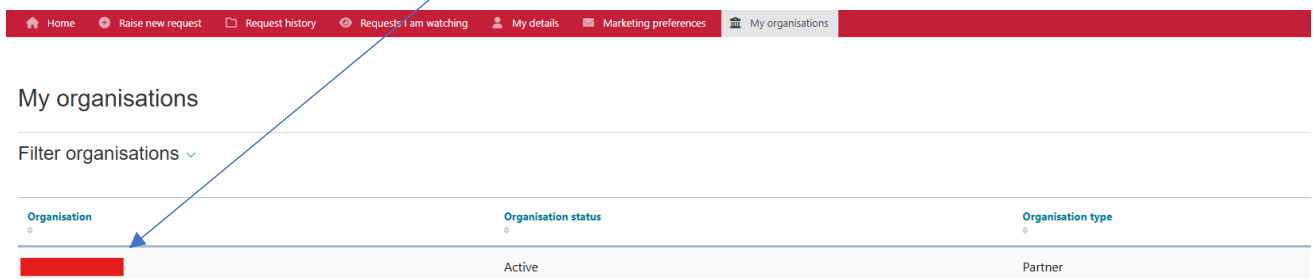 Home Raise new request Request history Requests I am watching My details Marketing preferences My organisations
My organisations
Filter organisations
Organisation Organisation status Organisation type
Active Partner